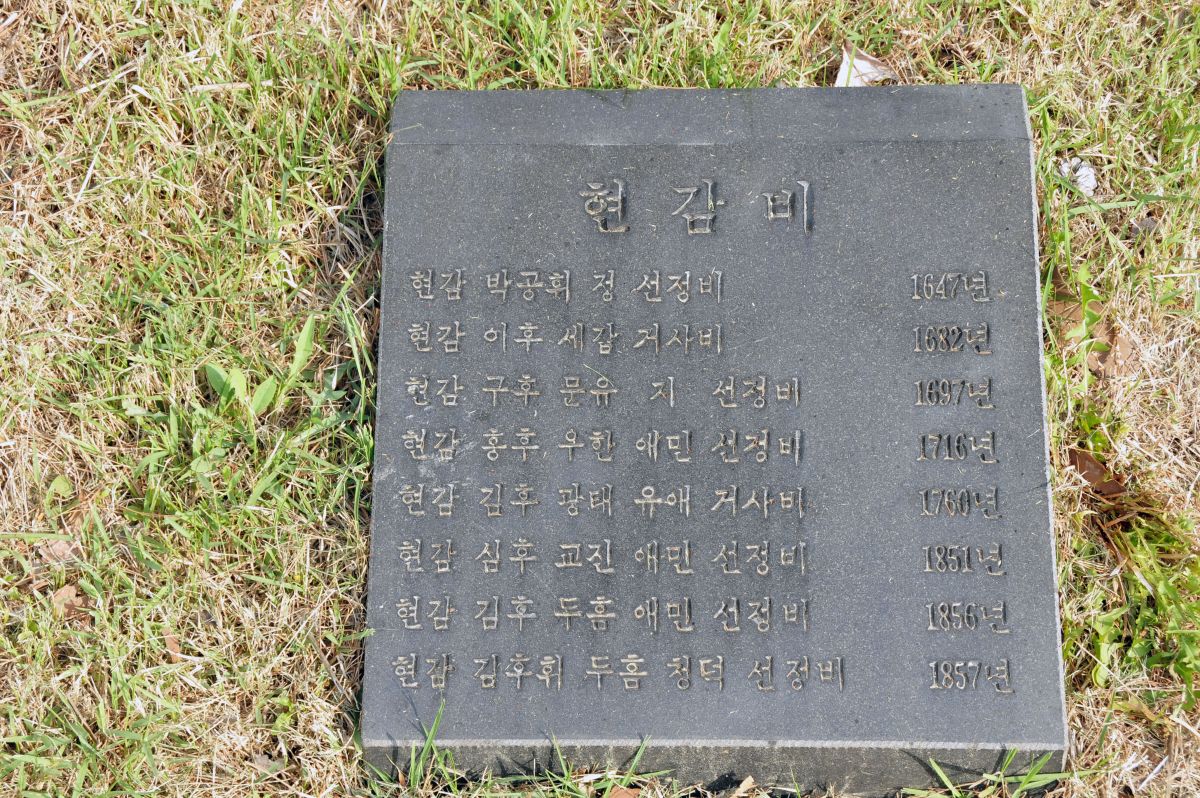 현 감 비
현감 박공휘 정 선정비 1647년
현감 이후 세갑 거사비 1682년
현감 구후 문유 지 선정비 1697년
현감 홍후 우한 애민 선정비 1716년
현감 김후 광태 유애 거사비 1760년
현감 심후 교진 애민 선정비 1851년
현감 김후 두흠 애민 선정비 1856년
현감 김후휘 두흠 청덕 선정비 1857년